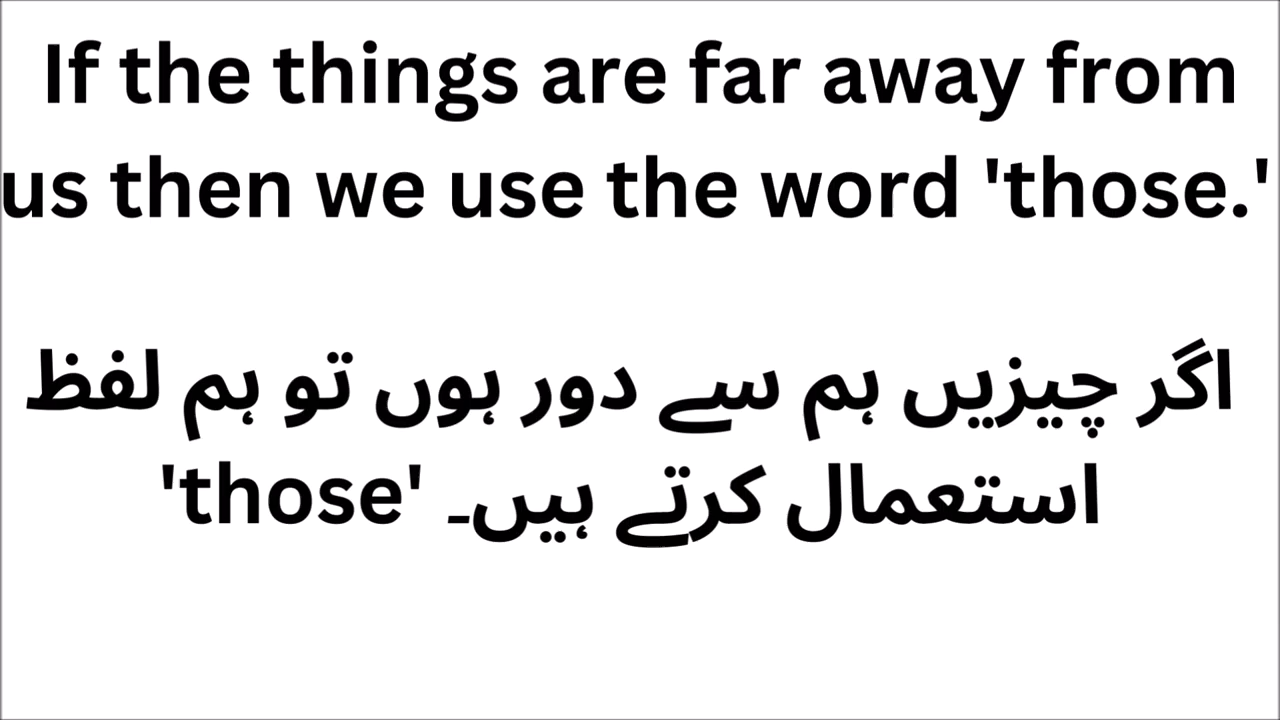 If the things are far away from
us then we use the word 'those.'
اگر چیزیں ہم سے دور ہوں تو ہم لفظ
استعمال کرتے ہیں۔ 'those'